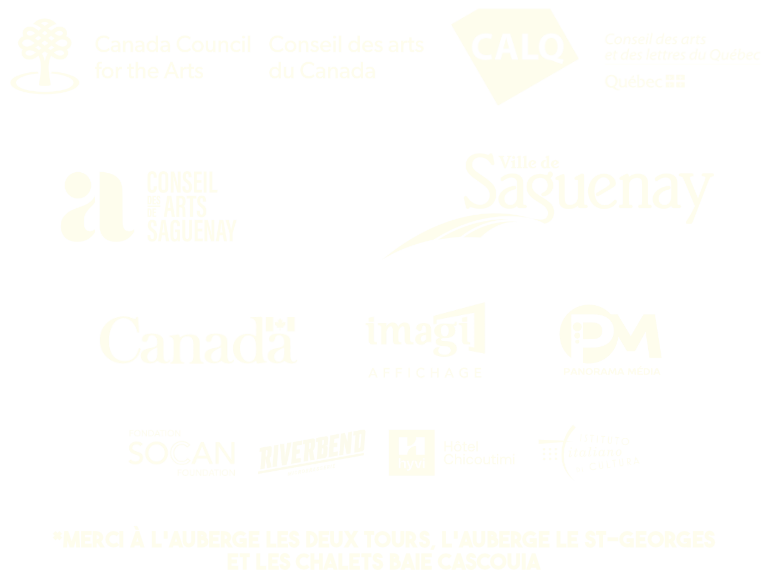 Canada Council Conseil des arts
for the Arts du Canada
CALQ
Conseil des arts
et des lettres du Québec
Québec
CONSEIL
DES
ARTS
SAGUENAY
Ville de
Saguenay
Canada
imagi
AFFICHAGE
PM
SOCAN
RIVERBEND
*MERCI À L'AUBERGE LES DEUX TOURS, L'AUBERGE LE ST-GEORGES
ET LES CHALETS BAIE CASCOUIA